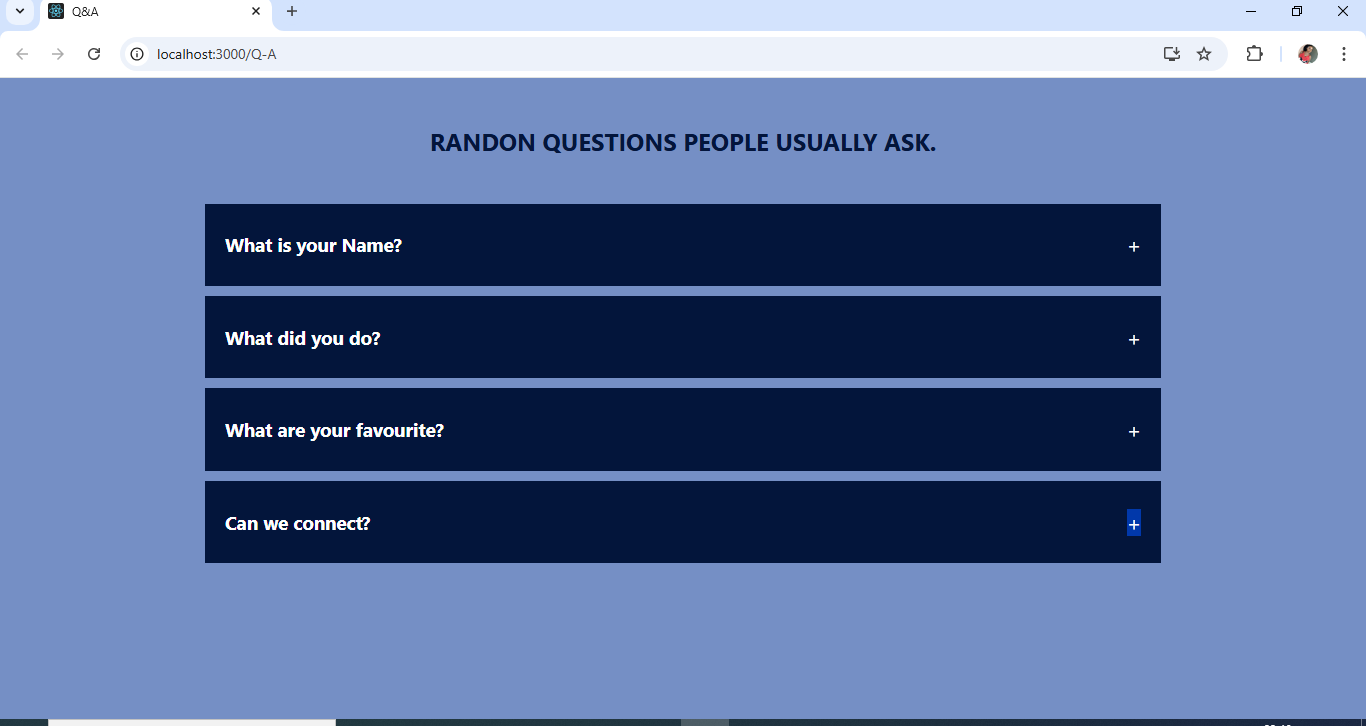 Q&A
localhost:3000/Q-A
RANDON QUESTIONS PEOPLE USUALLY ASK.
What is your Name? +
What did you do? +
What are your favourite? +
Can we connect? +